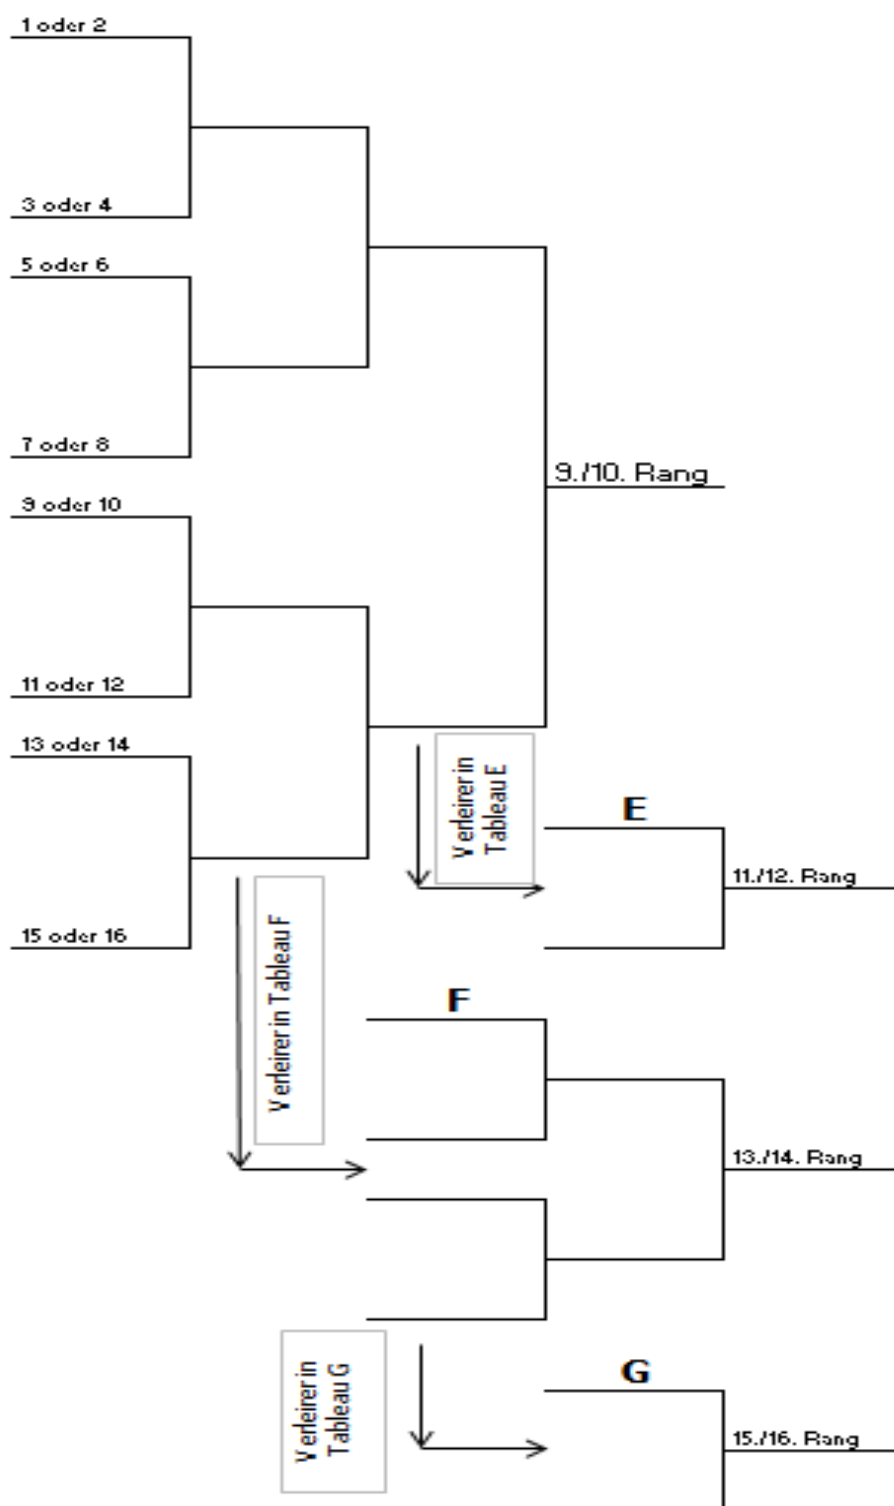 1 oder 2
3 oder 4
5 oder 6
7 oder 8
9./10. Rang
9 oder 10
11 oder 12
13 oder 14
Verleirer in
Tableau E
E
11./12. Rang
15 oder 16
Verleirer in Tableau F
F
13./14. Rang
Verleirer in
Tableau G
G
15./16. Rang